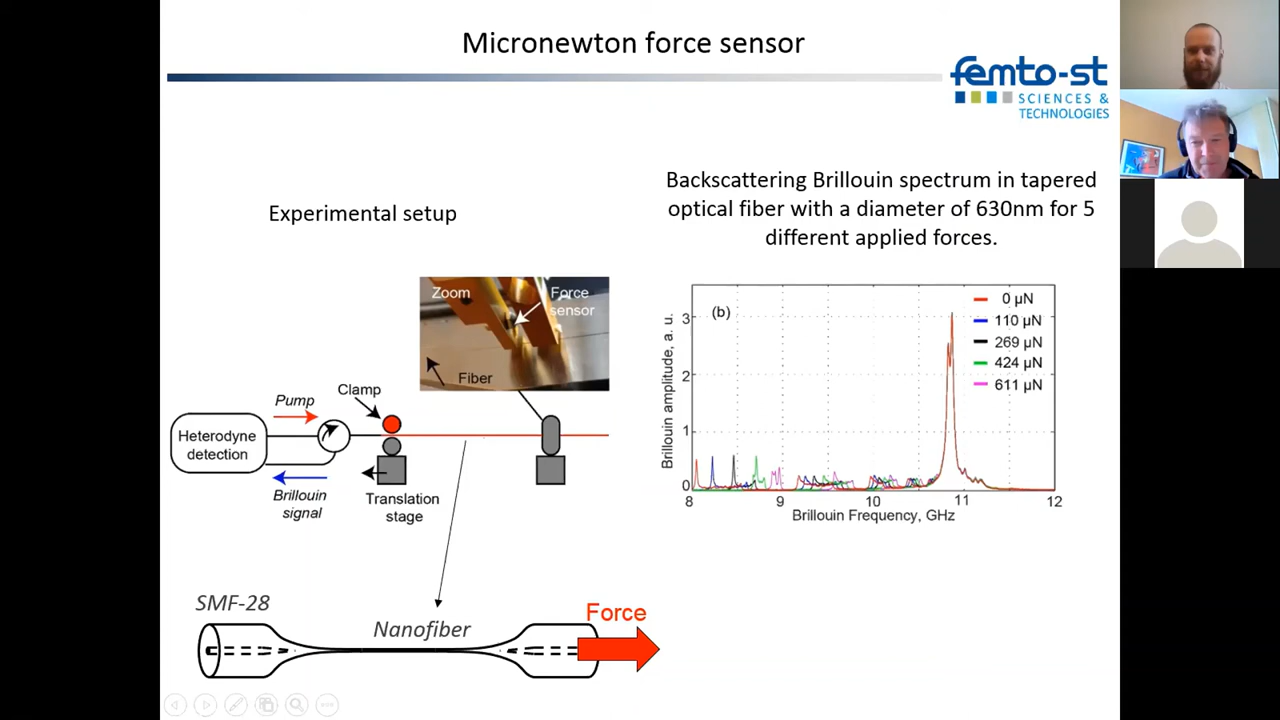 Micronewton force sensor
femto-st
SCIENCES &
TECHNOLOGIES
Experimental setup
Backscattering Brillouin spectrum in tapered
optical fiber with a diameter of 630nm for 5
different applied forces.
Zoom
Force
sensor
Fiber
Clamp
Pump
Heterodyne
detection
Brillouin
signal
Translation
stage
(b)
0 µN
110 µN
269 µN
424 µN
611 µN
Brillouin amplitude, a. u.
3
2
1
0
8 9 10 11 12
Brillouin Frequency, GHz
SMF-28
Nanofiber
Force